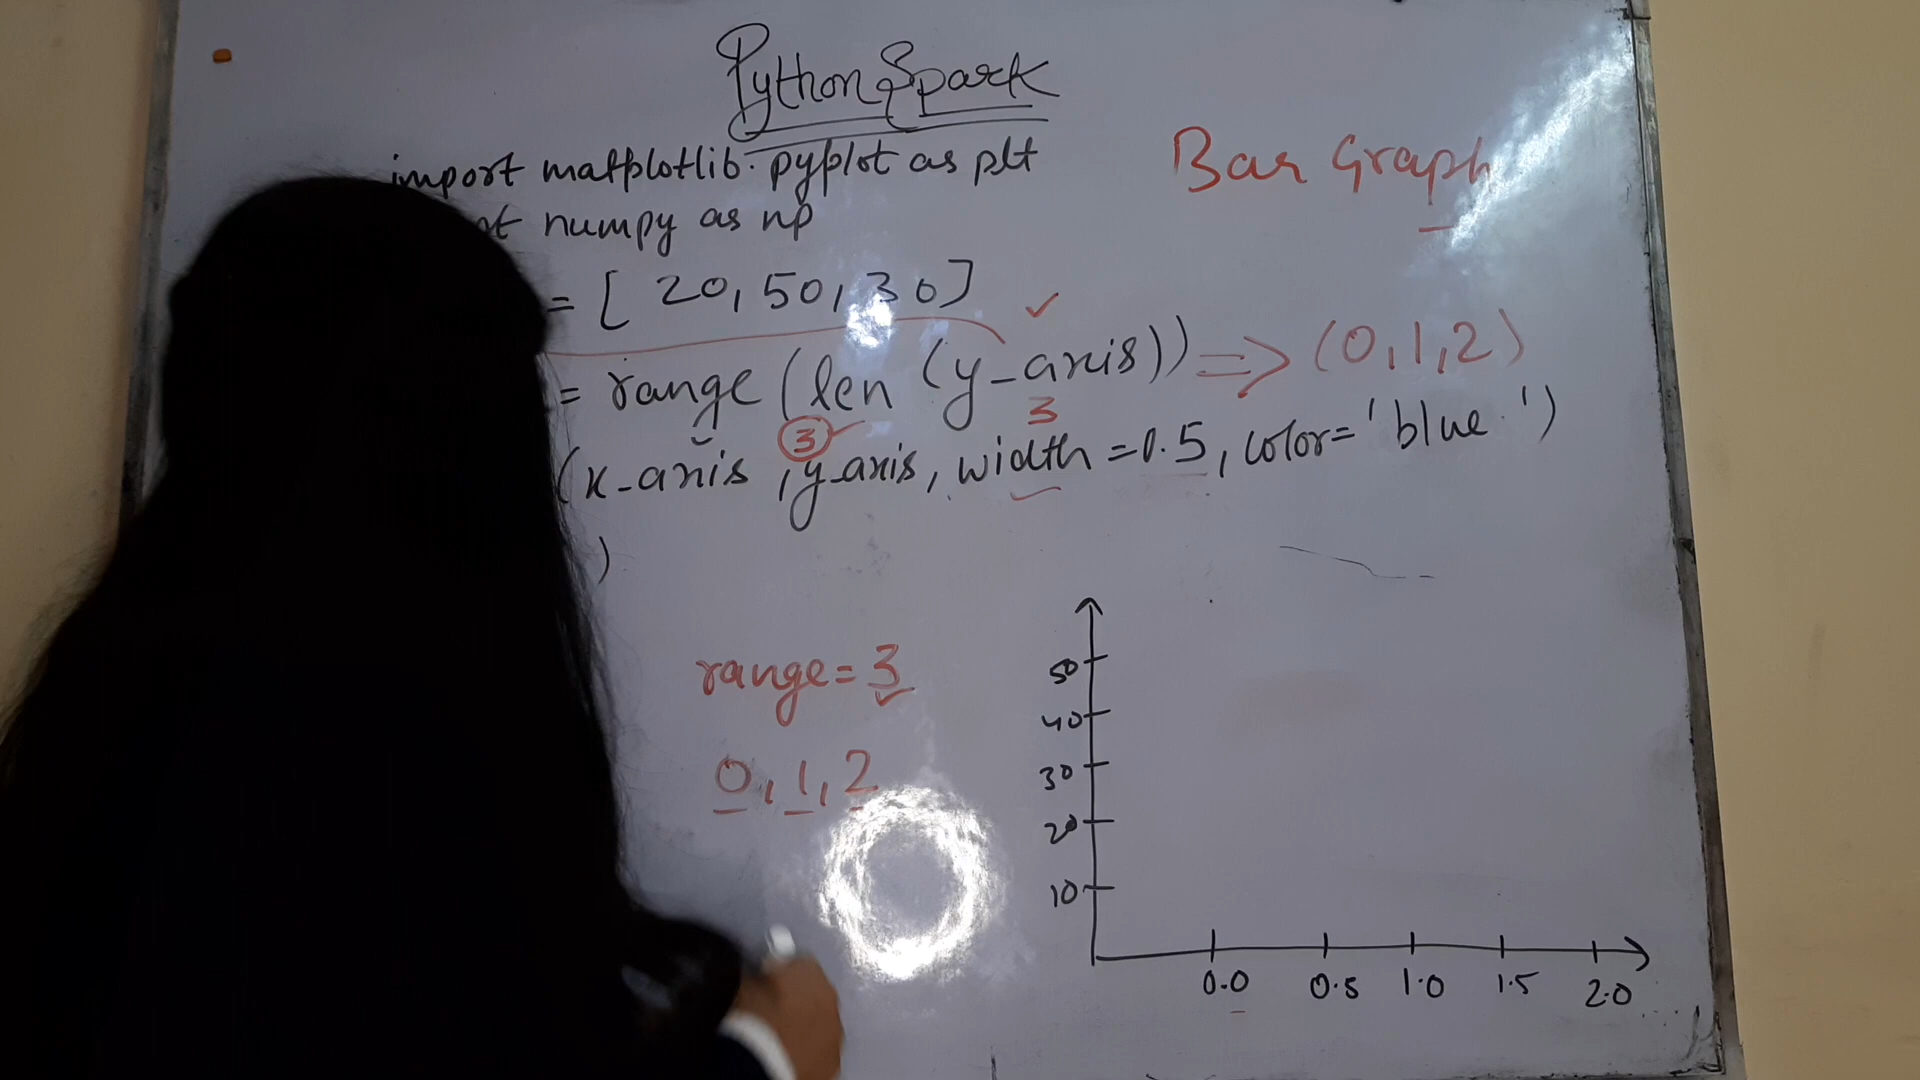 Python Spark
import matplotlib.pyplot as plt
Bar Graph
numpy as np
= [ 20, 50, 30]
= range (len (y-axis)) => (0,1,2)
3 3
(x-axis, y-axis, width = 0.5, color= 'blue')
)
range = 3
0, 1, 2
50
40
30
20
10
0.0 0.5 1.0 1.5 2.0 ....